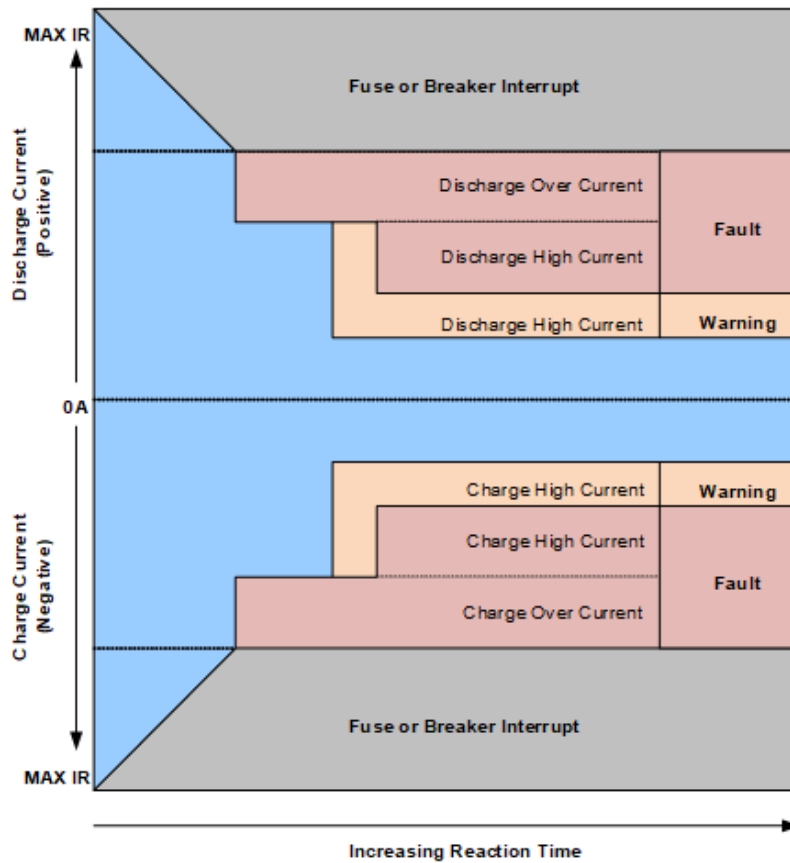 MAX IR
Fuse or Breaker Interrupt
Discharge Current
(Positive)
Discharge Over Current
Discharge High Current
Fault
Discharge High Current
Warning
0A
Charge High Current
Warning
Charge High Current
Charge Over Current
Fault
Charge Current
(Negative)
Fuse or Breaker Interrupt
MAX IR
Increasing Reaction Time